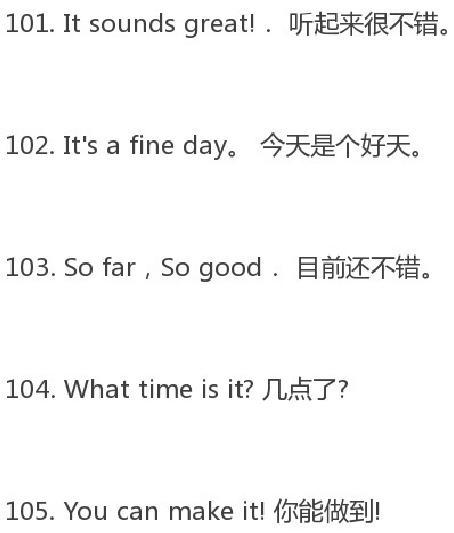 101. It sounds great!． 听起来很不错。
102. It's a fine day。 今天是个好天。
103. So far , So good． 目前还不错。
104. What time is it? 几点了?
105. You can make it! 你能做到!